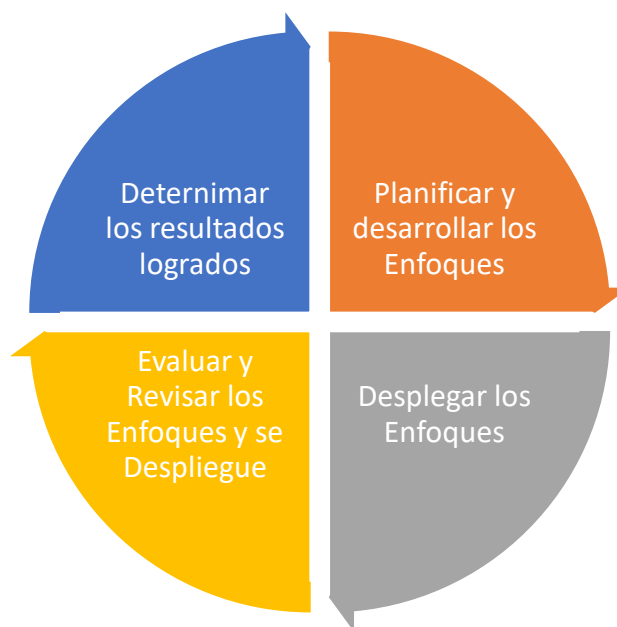 Deternimar
los resultados
logrados
Planificar y
desarrollar los
Enfoques
Evaluar y
Revisar los
Enfoques y se
Despliegue
Desplegar los
Enfoques